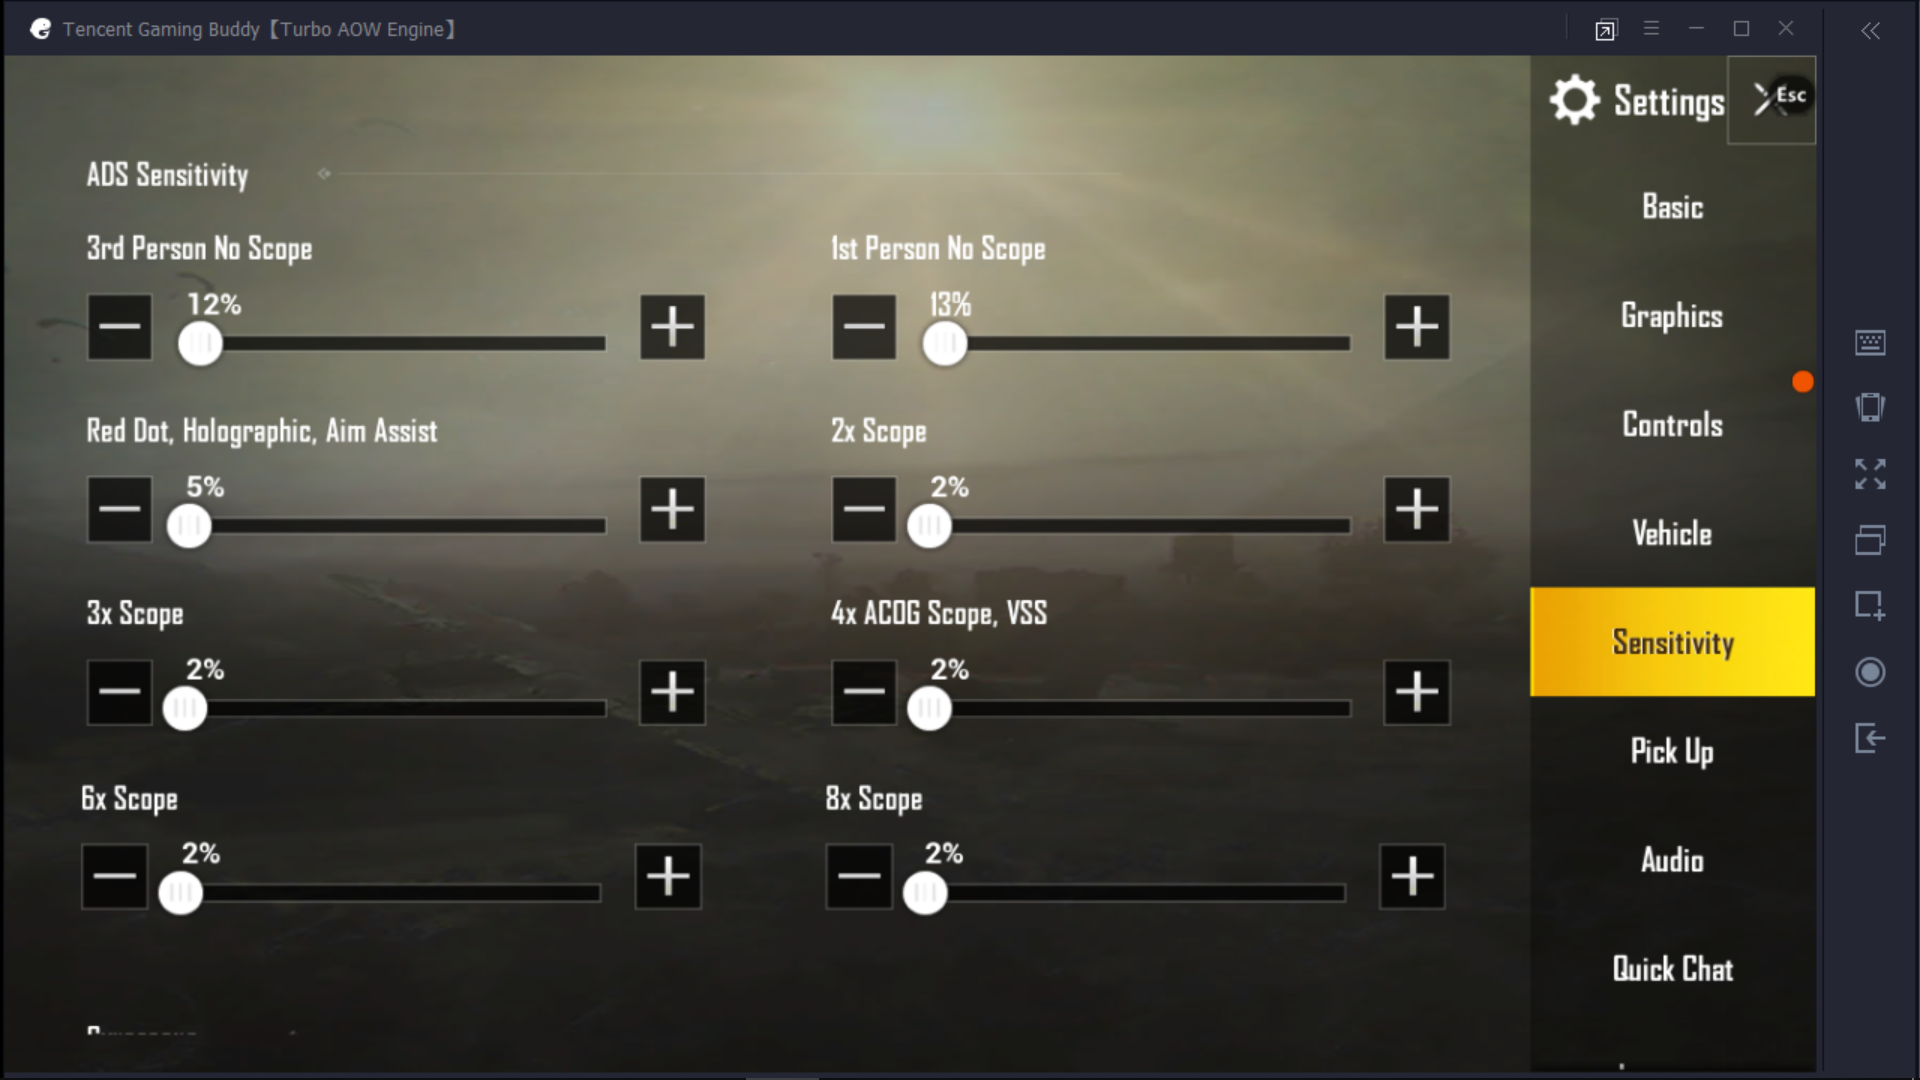 Tencent Gaming Buddy【Turbo AOW Engine】
Settings
Esc
ADS Sensitivity
3rd Person No Scope
12%
1st Person No Scope
13%
Red Dot, Holographic, Aim Assist
5%
2x Scope
2%
3x Scope
2%
4x ACOG Scope, VSS
2%
6x Scope
2%
8x Scope
2%
Basic
Graphics
Controls
Vehicle
Sensitivity
Pick Up
Audio
Quick Chat